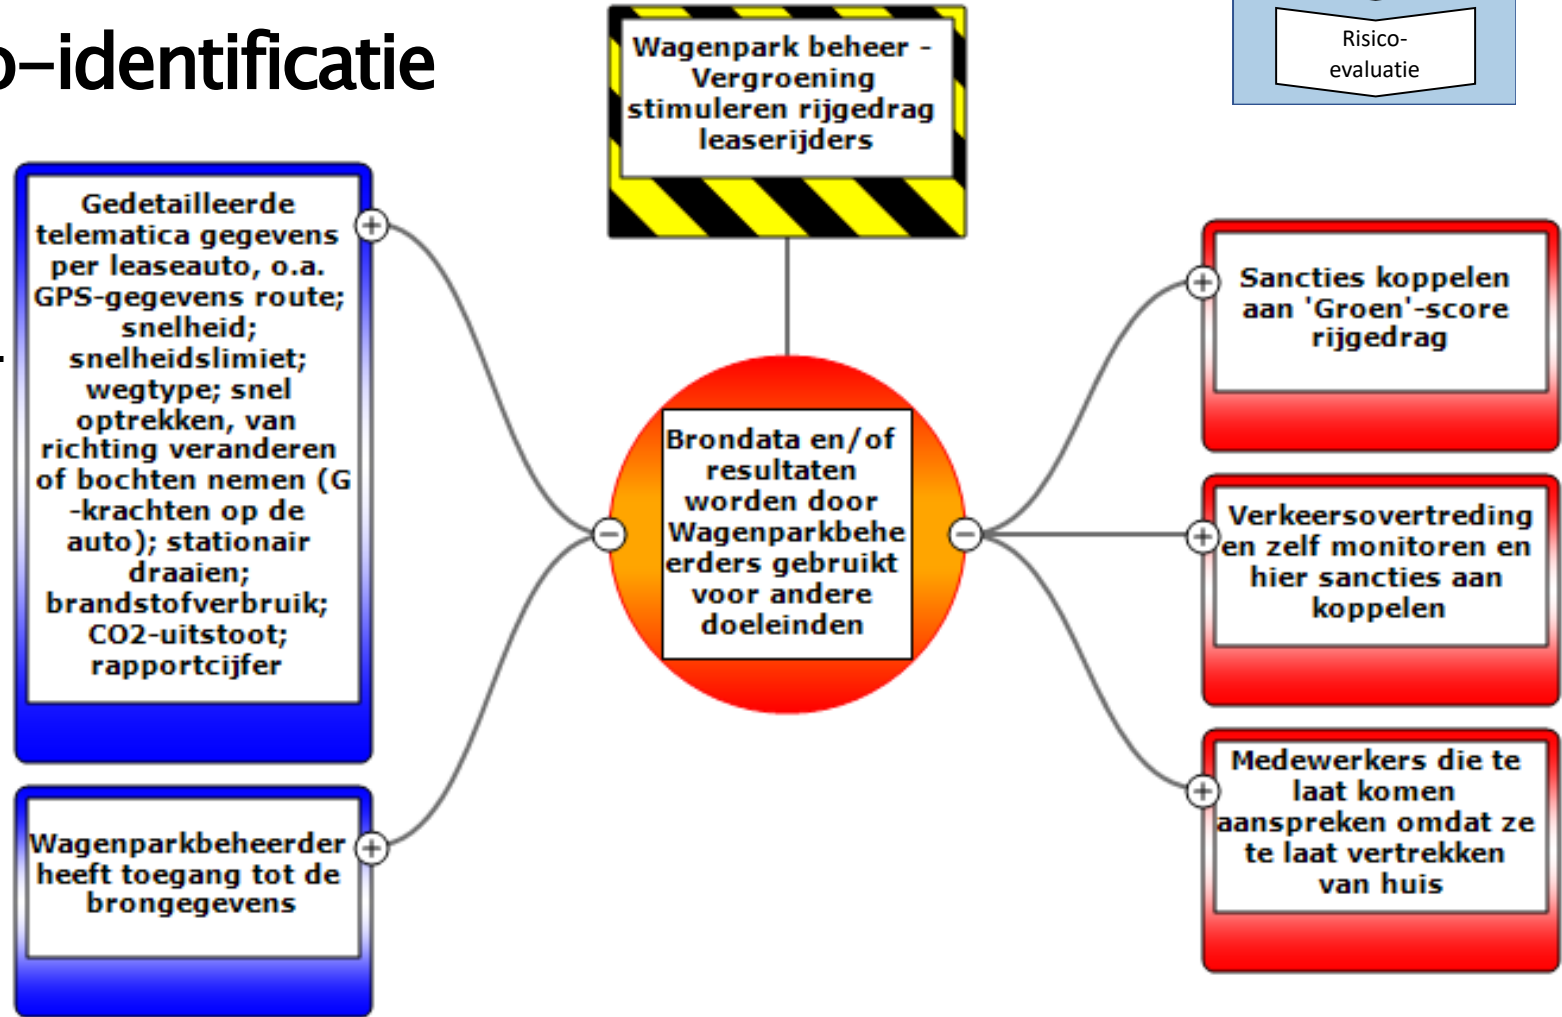 o-identificatie
Risico-
evaluatie
Wagenpark beheer -
Vergroening
stimuleren rijgedrag
leaserijders
Gedetailleerde
telematica gegevens
per leaseauto, o.a.
GPS-gegevens route;
snelheid;
snelheidslimiet;
wegtype; snel
optrekken, van
richting veranderen
of bochten nemen (G
-krachten op de
auto); stationair
draaien;
brandstofverbruik;
CO2-uitstoot;
rapportcijfer
Wagenparkbeheerder
heeft toegang tot de
brongegevens
Brondata en/of
resultaten
worden door
Wagenparkbehe
erders gebruikt
voor andere
doeleinden
Sancties koppelen
aan 'Groen'-score
rijgedrag
Verkeersovertreding
en zelf monitoren en
hier sancties aan
koppelen
Medewerkers die te
laat komen
aanspreken omdat ze
te laat vertrekken
van huis